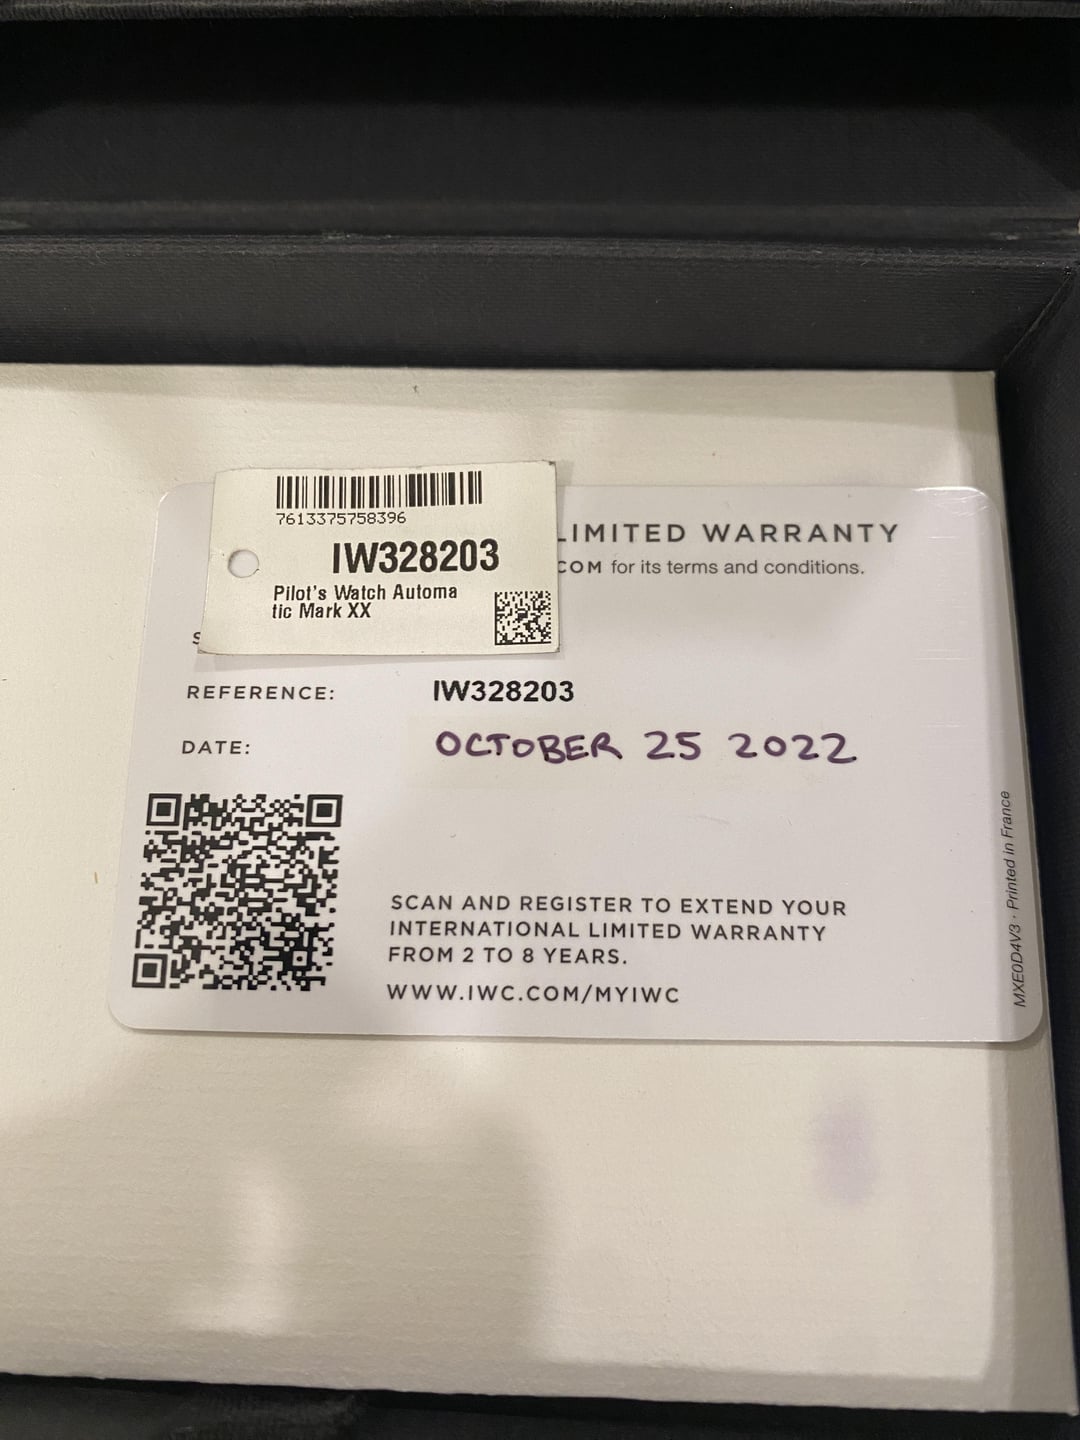 7613375758396
IW328203
Pilot's Watch Automa
tic Mark XX
LIMITED WARRANTY
COM for its terms and conditions.
REFERENCE: IW328203
DATE: OCTOBER 25 2022
SCAN AND REGISTER TO EXTEND YOUR
INTERNATIONAL LIMITED WARRANTY
FROM 2 TO 8 YEARS.
WWW.IWC.COM/MYIWC
MXE0D4V3 · Printed in France